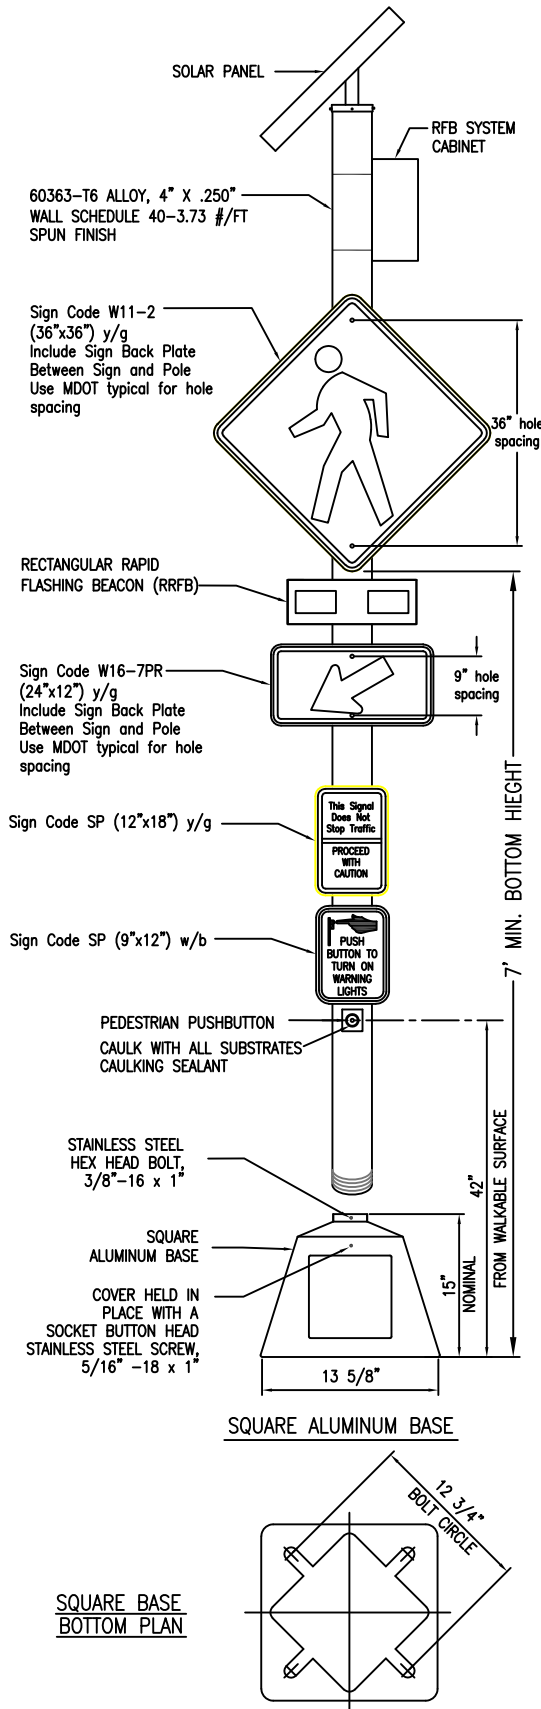 SOLAR PANEL
RFB SYSTEM
CABINET
60363-T6 ALLOY, 4" X .250"
WALL SCHEDULE 40-3.73 #/FT
SPUN FINISH
Sign Code W11-2
(36"x36") y/g
Include Sign Back Plate
Between Sign and Pole
Use MDOT typical for hole
spacing
36" hole
spacing
RECTANGULAR RAPID
FLASHING BEACON (RRFB)
Sign Code W16-7PR
(24"x12") y/g
Include Sign Back Plate
Between Sign and Pole
Use MDOT typical for hole
spacing
9" hole
spacing
7' MIN. BOTTOM HIEGHT
Sign Code SP (12"x18") y/g
This Signal
Does Not
Stop Traffic
PROCEED
WITH
CAUTION
Sign Code SP (9"x12") w/b
PUSH
BUTTON TO
TURN ON
WARNING
LIGHTS
PEDESTRIAN PUSHBUTTON
CAULK WITH ALL SUBSTRATES
CAULKING SEALANT
STAINLESS STEEL
HEX HEAD BOLT,
3/8"-16 x 1"
42"
FROM WALKABLE SURFACE
SQUARE
ALUMINUM BASE
15"
NOMINAL
COVER HELD IN
PLACE WITH A
SOCKET BUTTON HEAD
STAINLESS STEEL SCREW,
5/16" -18 x 1"
13 5/8"
SQUARE ALUMINUM BASE
12 3/4"
BOLT CIRCLE
SQUARE BASE
BOTTOM PLAN